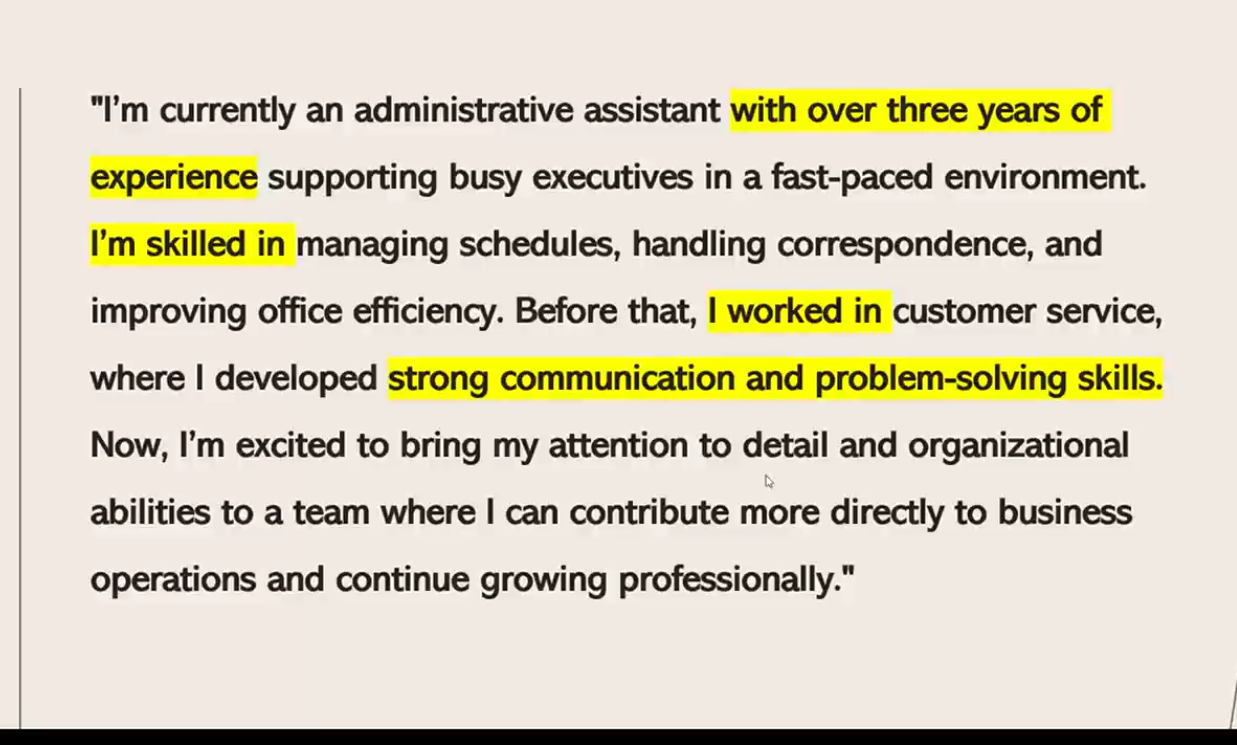 "I’m currently an administrative assistant with over three years of
experience supporting busy executives in a fast-paced environment.
I’m skilled in managing schedules, handling correspondence, and
improving office efficiency. Before that, I worked in customer service,
where I developed strong communication and problem-solving skills.
Now, I’m excited to bring my attention to detail and organizational
abilities to a team where I can contribute more directly to business
operations and continue growing professionally."